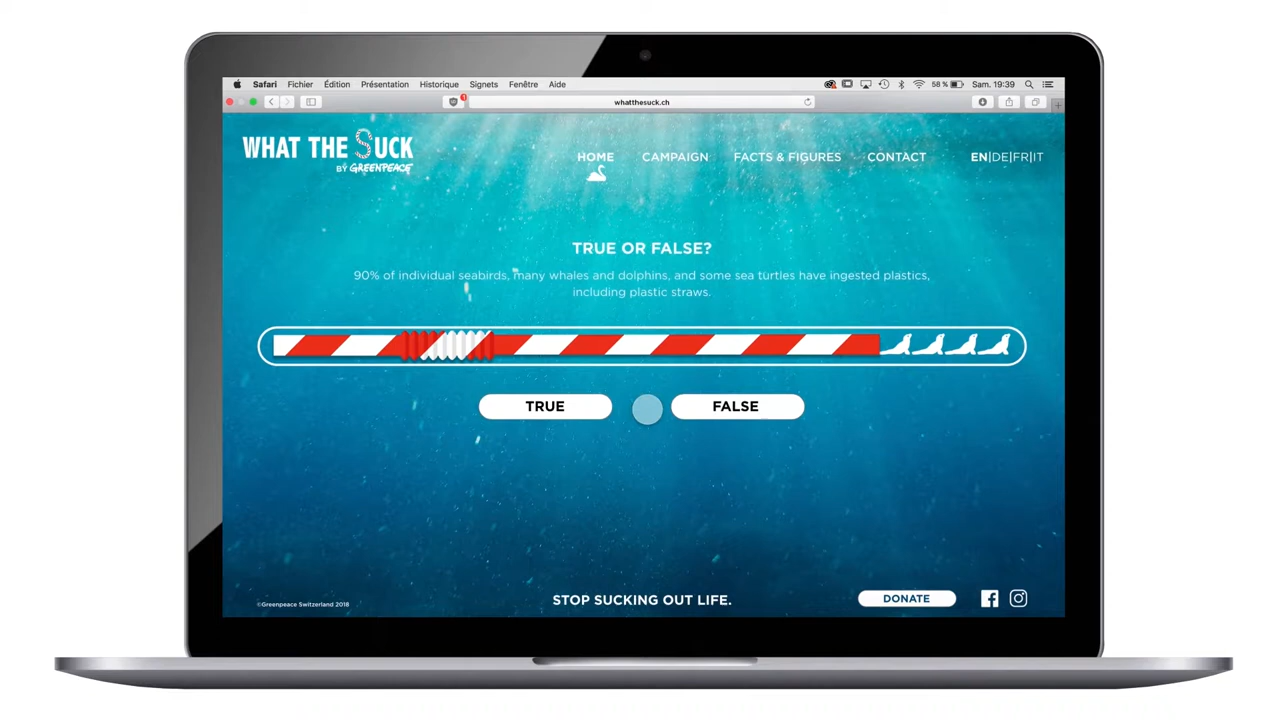 Safari Fichier Édition Présentation Historique Signets Fenêtre Aide 58 % Sam. 19:39
1
whatthesuck.ch
WHAT THE SUCK
BY GREENPEACE
HOME CAMPAIGN FACTS & FIGURES CONTACT EN|DE|FR|IT
TRUE OR FALSE?
90% of individual seabirds, many whales and dolphins, and some sea turtles have ingested plastics,
including plastic straws.
TRUE FALSE
©Greenpeace Switzerland 2018
STOP SUCKING OUT LIFE.
DONATE